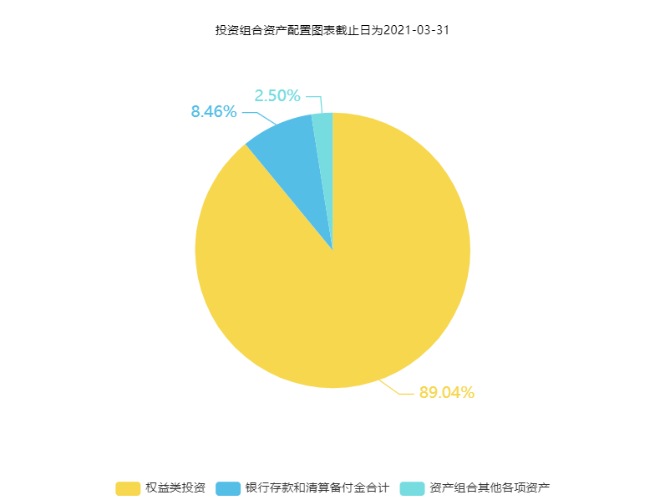 投资组合资产配置图表截止日为2021-03-31
2.50%
8.46%
89.04%
权益类投资 银行存款和清算备付金合计 资产组合其他各项资产